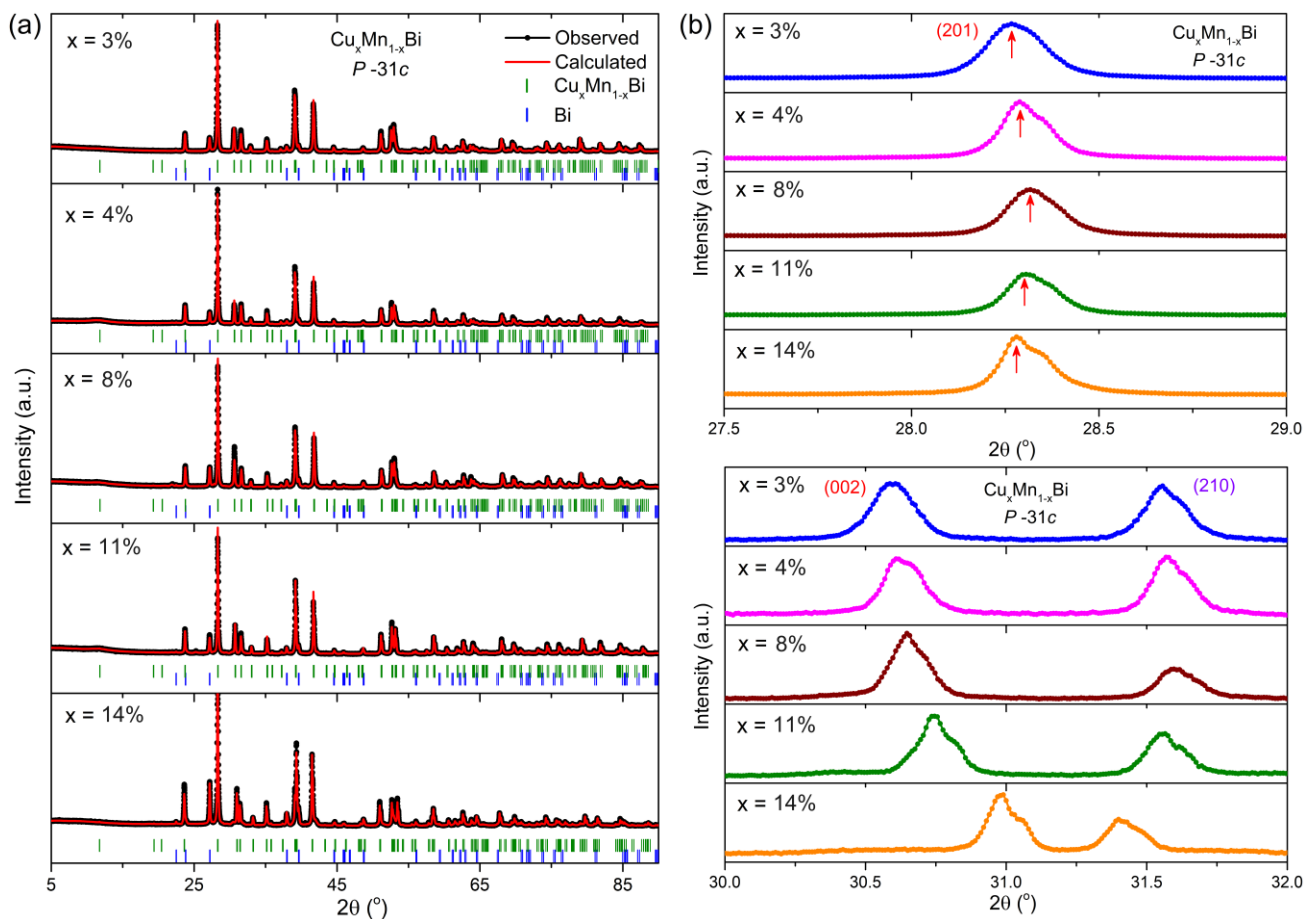 (a)
x = 3%
CuxMn1-xBi
P -31c
Observed
Calculated
CuxMn1-xBi
Bi
x = 4%
x = 8%
x = 11%
x = 14%
Intensity (a.u.)
5 25 45 65 85
2θ (°)
(b)
x = 3%
(201)
CuxMn1-xBi
P -31c
x = 4%
x = 8%
x = 11%
x = 14%
Intensity (a.u.)
27.5 28.0 28.5 29.0
2θ (°)
x = 3%
(002)
CuxMn1-xBi
P -31c
(210)
x = 4%
x = 8%
x = 11%
x = 14%
Intensity (a.u.)
30.0 30.5 31.0 31.5 32.0
2θ (°)